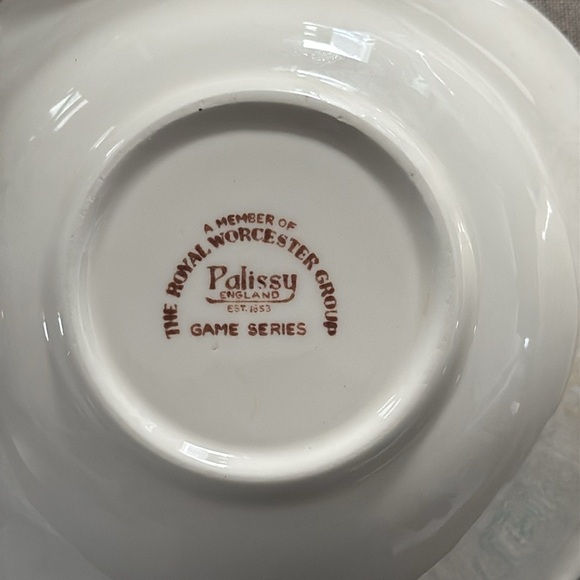 A MEMBER OF
THE ROYAL WORCESTER GROUP
Palissy
ENGLAND
EST. 1853
GAME SERIES